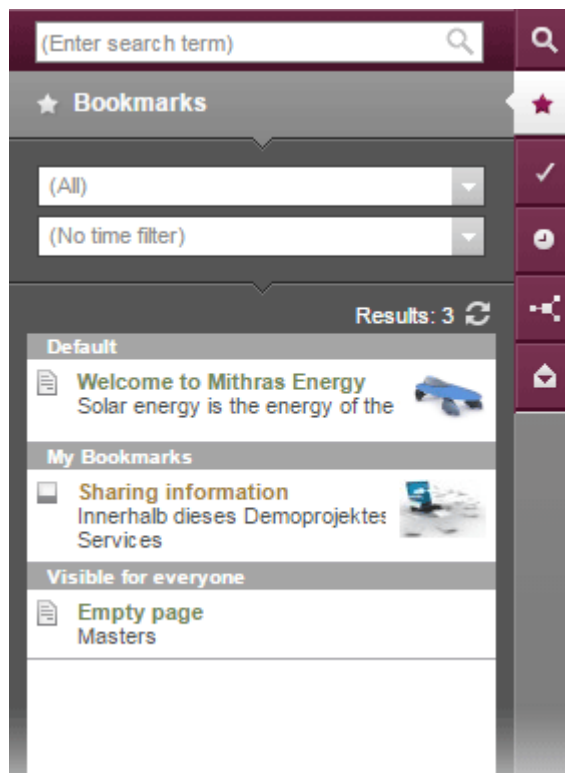 (Enter search term)
Bookmarks
(All)
(No time filter)
Results: 3
Default
Welcome to Mithras Energy
Solar energy is the energy of the
My Bookmarks
Sharing information
Innerhalb dieses Demoprojektes
Services
Visible for everyone
Empty page
Masters